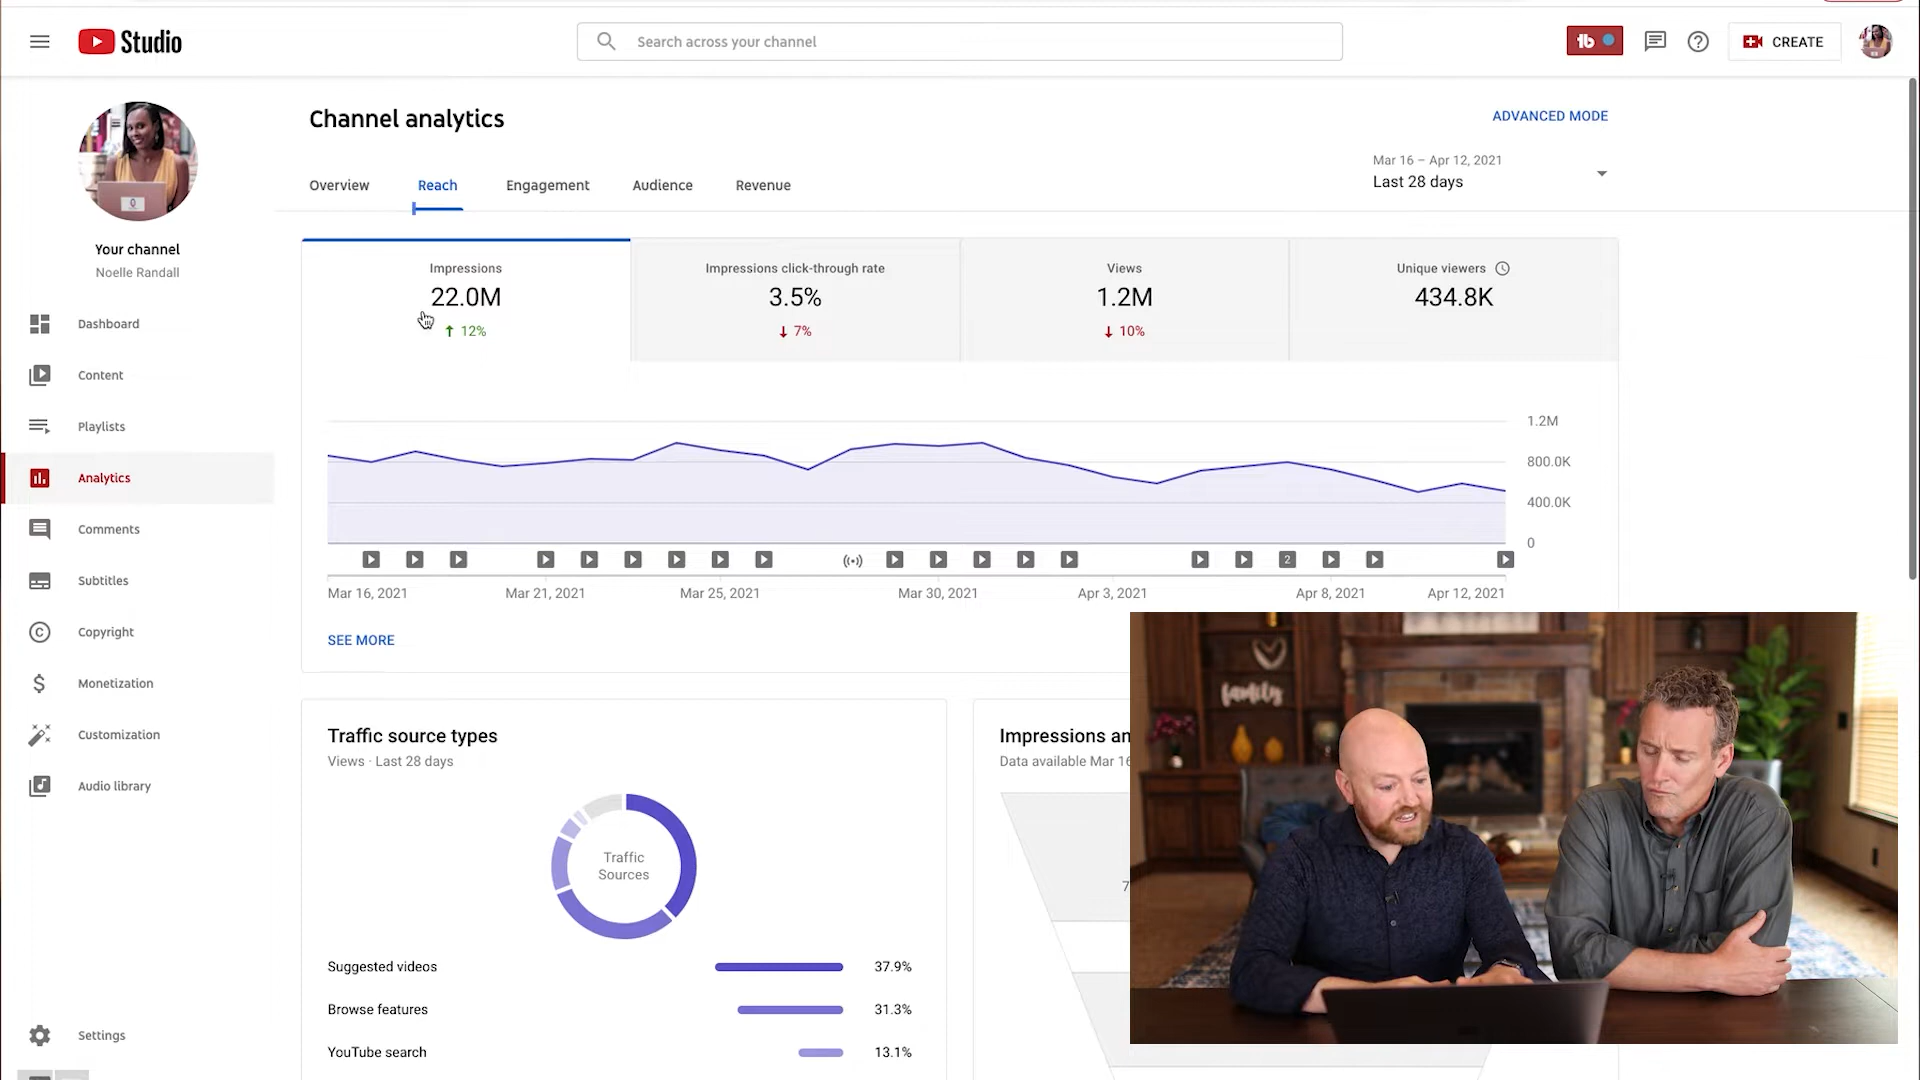 Studio
Search across your channel
CREATE
Channel analytics
ADVANCED MODE
Mar 16 – Apr 12, 2021
Last 28 days
Overview
Reach
Engagement
Audience
Revenue
Your channel
Noelle Randall
Dashboard
Content
Playlists
Analytics
Comments
Subtitles
Copyright
Monetization
Customization
Audio library
Settings
Impressions
22.0M
12%
Impressions click-through rate
3.5%
7%
Views
1.2M
10%
Unique viewers
434.8K
1.2M
800.0K
400.0K
0
2
Mar 16, 2021
Mar 21, 2021
Mar 25, 2021
Mar 30, 2021
Apr 3, 2021
Apr 8, 2021
Apr 12, 2021
SEE MORE
Traffic source types
Views · Last 28 days
Traffic
Sources
Suggested videos 37.9%
Browse features 31.3%
YouTube search 13.1%
Impressions an
Data available Mar 16
7
family